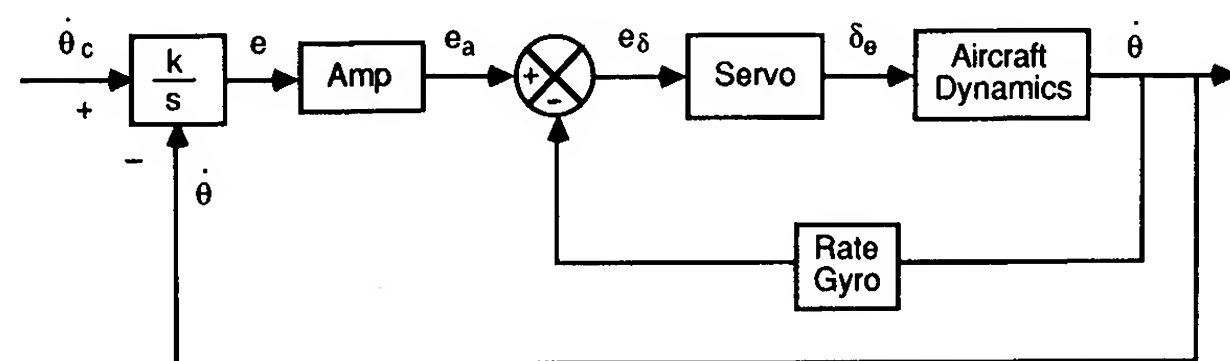 θ̇c
+
k
s
−
θ̇
e
Amp
ea
+
-
eδ
Servo
δe
Aircraft
Dynamics
θ̇
Rate
Gyro